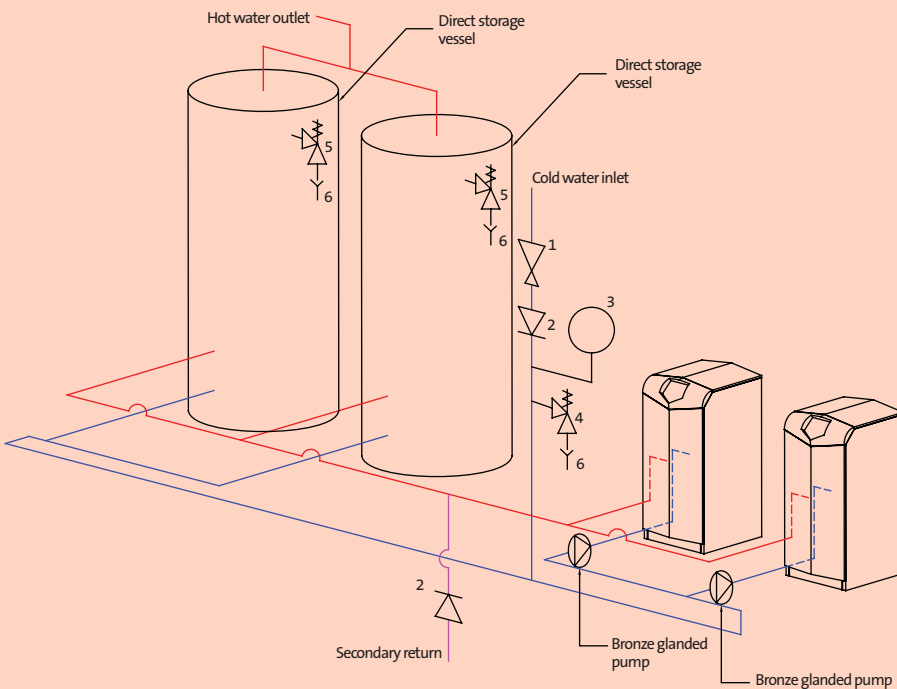 Hot water outlet
Direct storage
vessel
Direct storage
vessel
5
6
5
6
Cold water inlet
1
2
3
4
6
2
Secondary return
Bronze glanded
pump
Bronze glanded pump